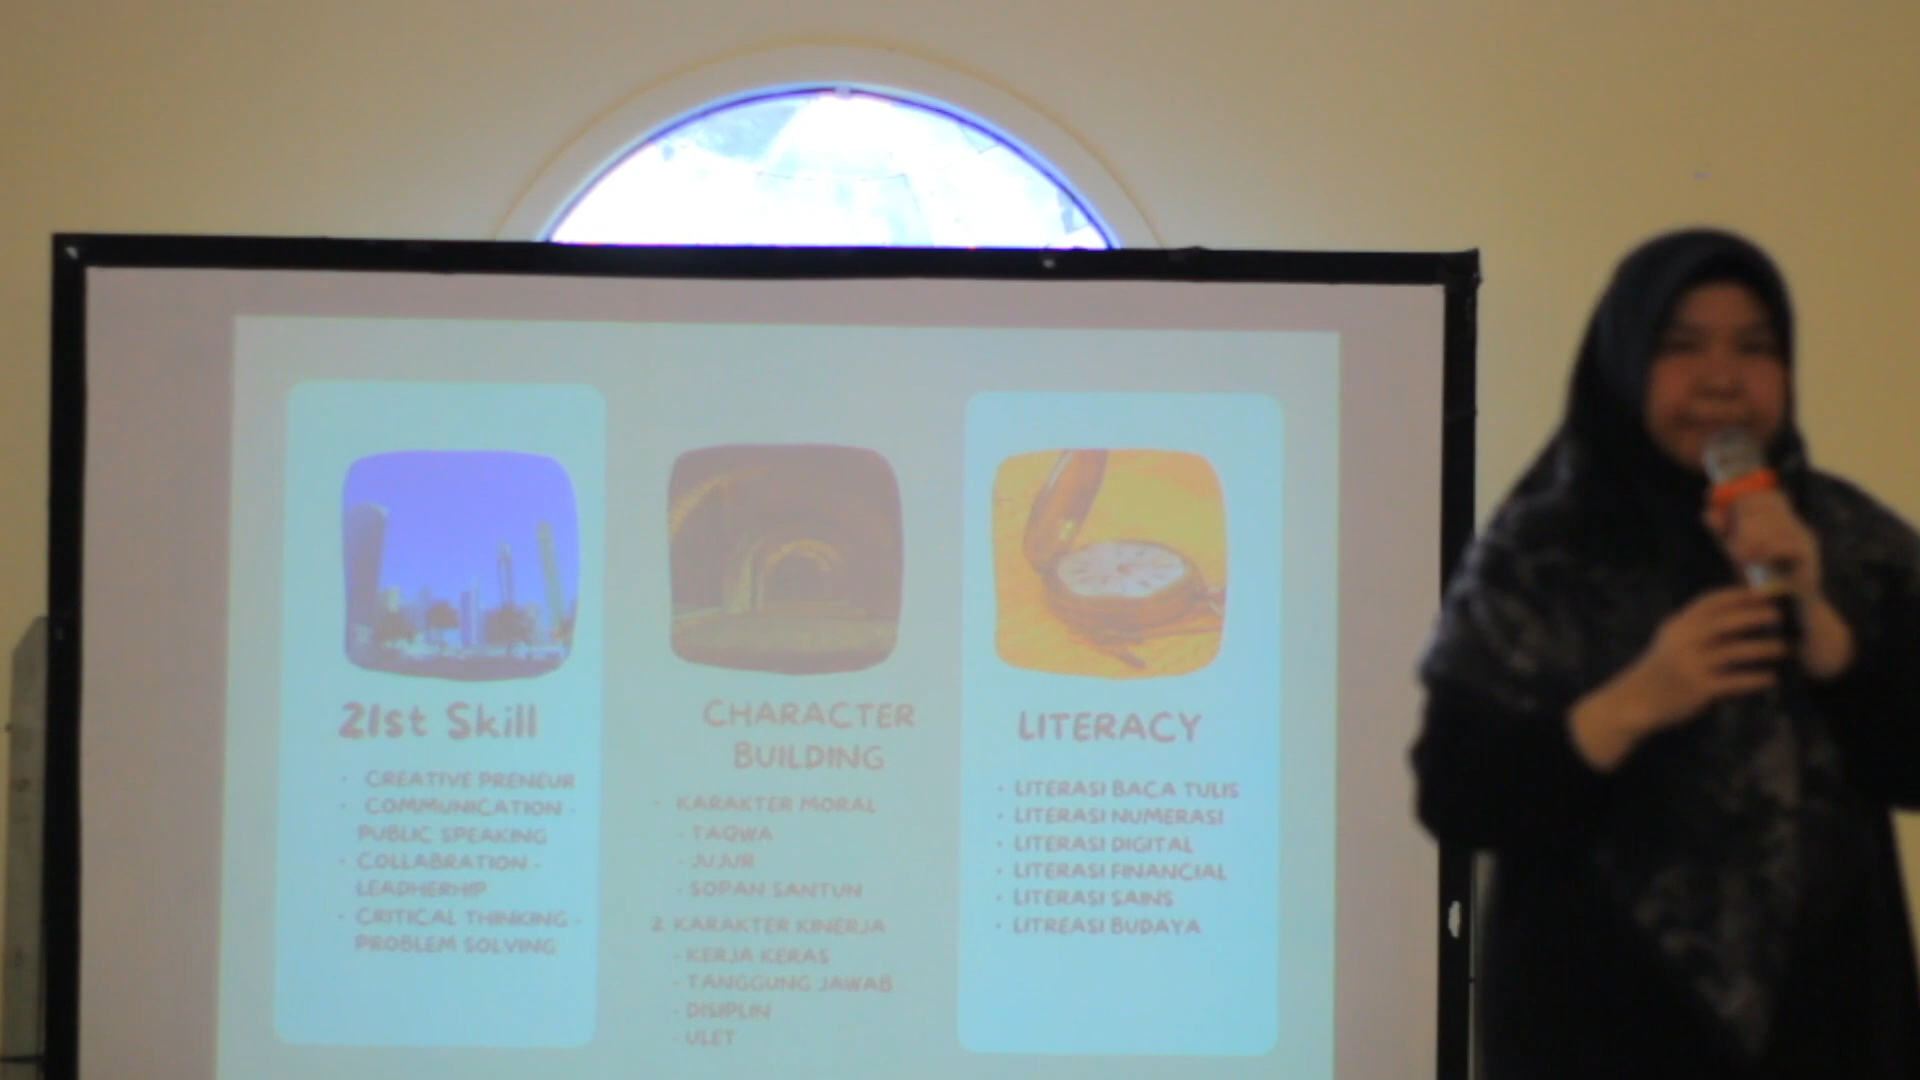 21st Skill
• CREATIVE PRENEUR
• COMMUNICATION -
PUBLIC SPEAKING
• COLLABRATION -
LEADHERHIP
• CRITICAL THINKING -
PROBLEM SOLVING
CHARACTER
BUILDING
- KARAKTER MORAL
- TAQWA
- JUJUR
- SOPAN SANTUN
2. KARAKTER KINERJA
- KERJA KERAS
- TANGGUNG JAWAB
- DISIPLIN
- ULET
LITERACY
• LITERASI BACA TULIS
• LITERASI NUMERASI
• LITERASI DIGITAL
• LITERASI FINANCIAL
• LITERASI SAINS
• LITREASI BUDAYA